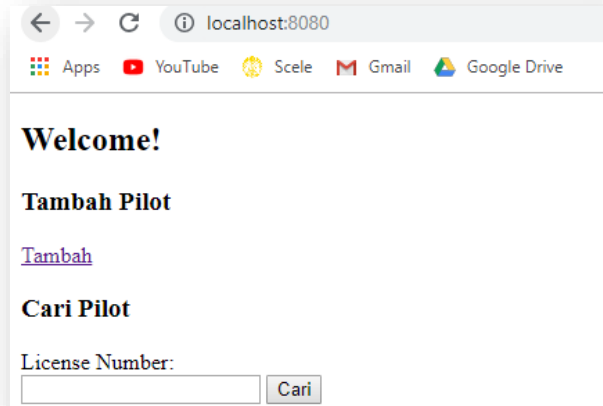 localhost:8080
Apps YouTube Scele Gmail Google Drive
Welcome!
Tambah Pilot
Tambah
Cari Pilot
License Number:
Cari